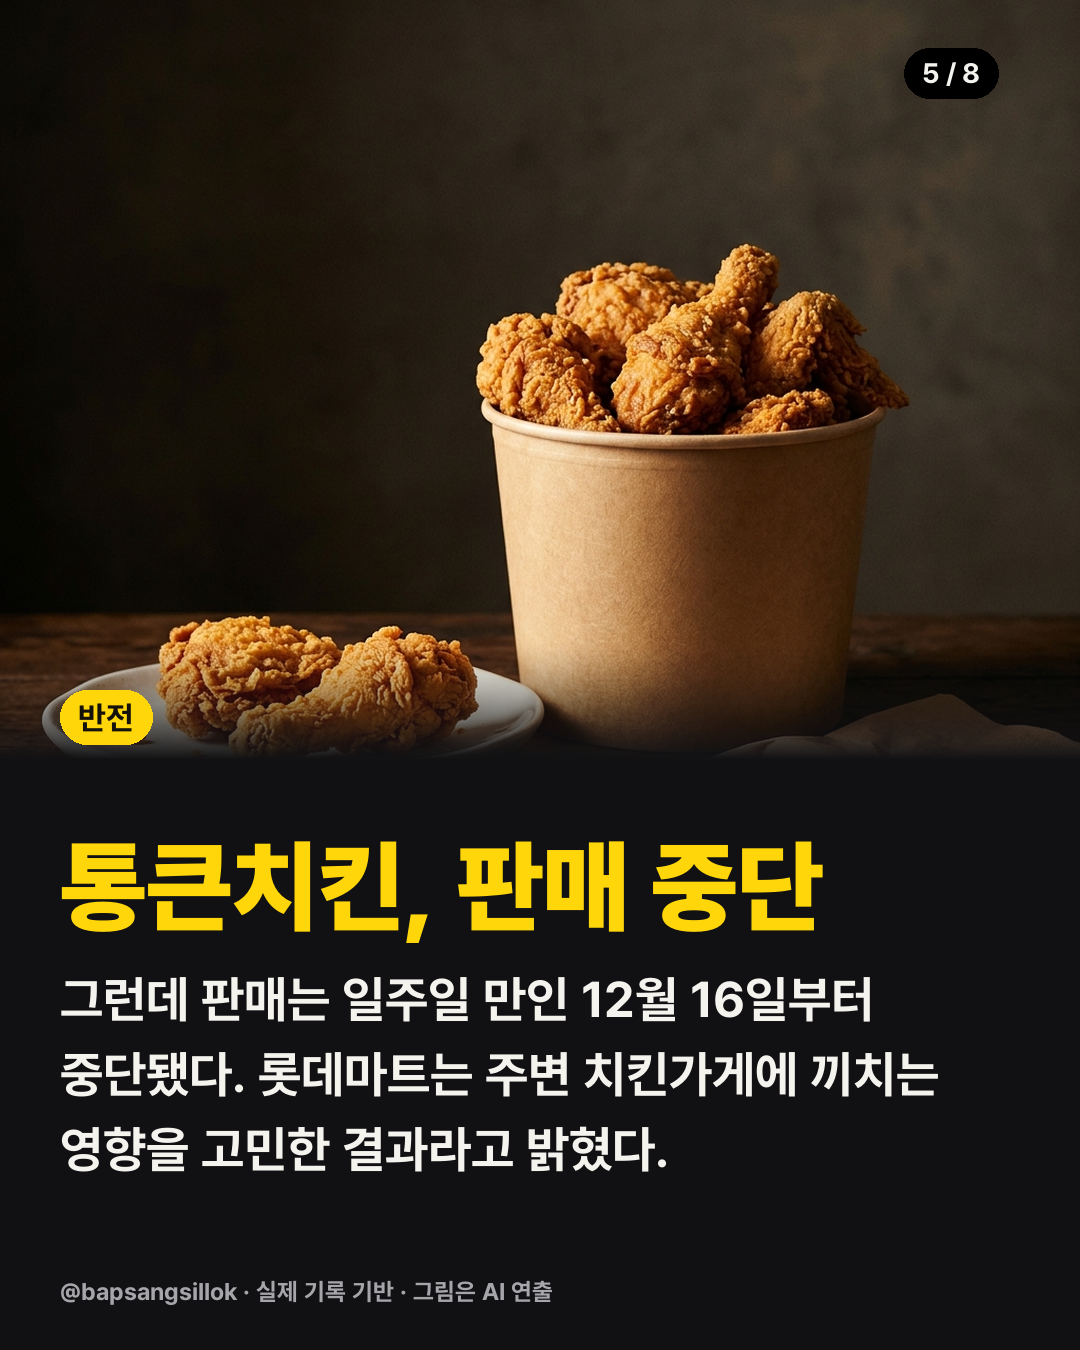 5 / 8
반전
통큰치킨, 판매 중단
그런데 판매는 일주일 만인 12월 16일부터
중단됐다. 롯데마트는 주변 치킨가게에 끼치는
영향을 고민한 결과라고 밝혔다.
@bapsangsillok · 실제 기록 기반 · 그림은 AI 연출